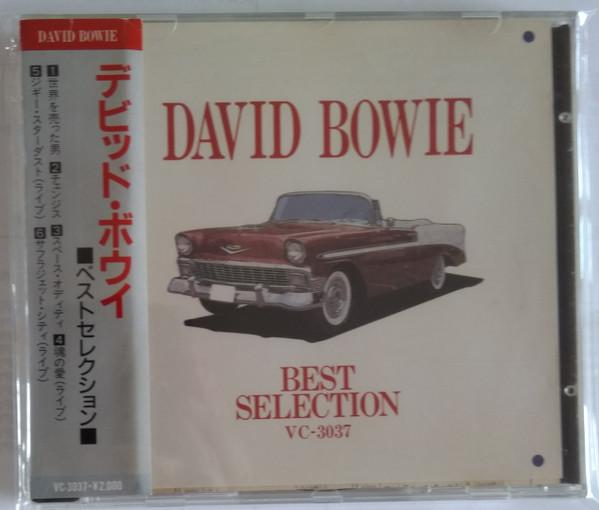 DAVID BOWIE
デビッド・ボウイ
■ベストセレクション■
1世界を売った男 2チェンジス 3スペース・オディティ 4魂の愛(ライブ)
5ジギー・スターダスト(ライブ) 6サフラジェット・シティ(ライブ)
VC-3037・¥2,000
DAVID BOWIE
BEST
SELECTION
VC-3037